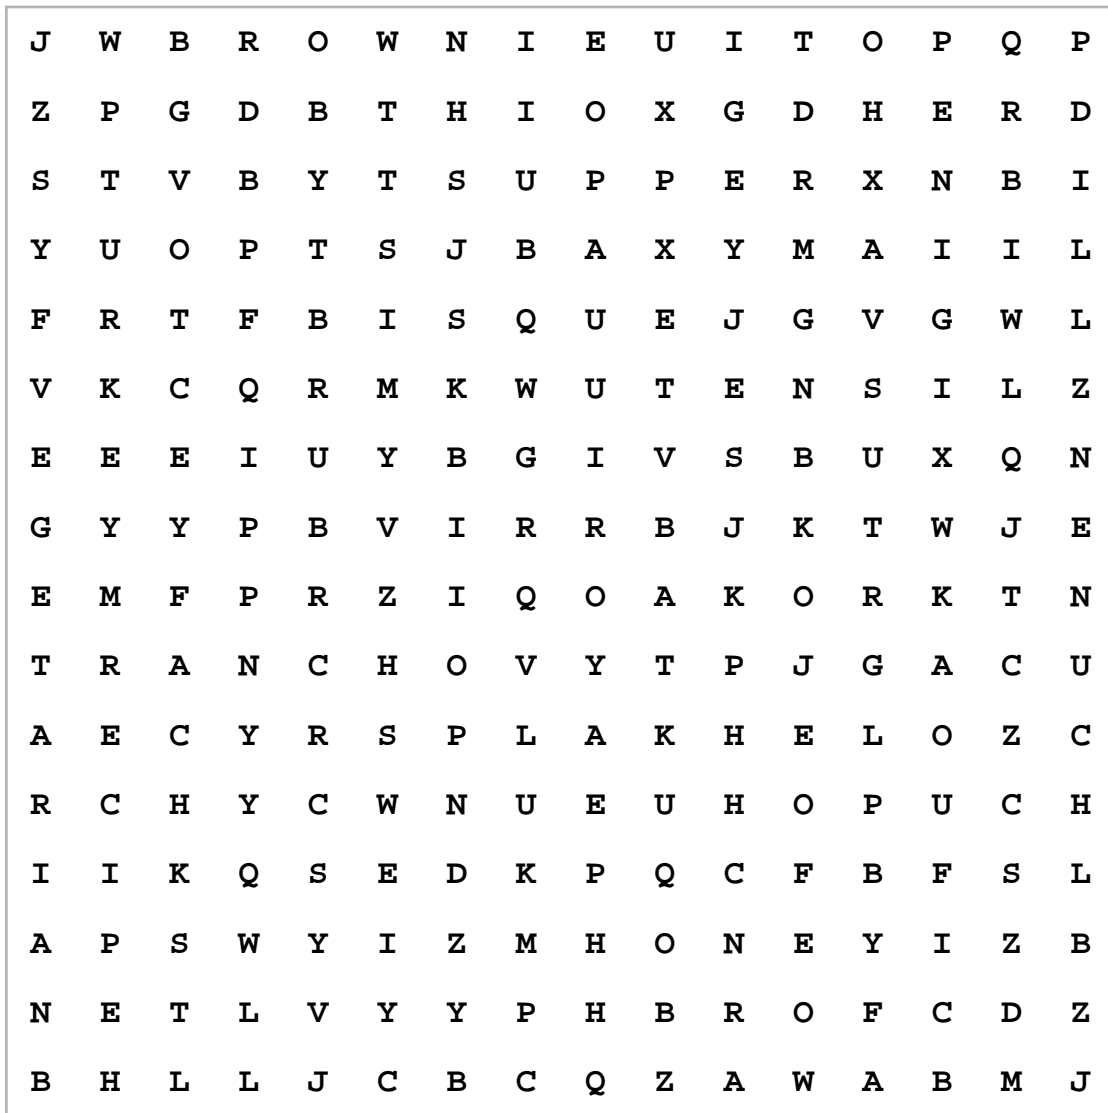 J W B R O W N I E U I T O P Q P
Z P G D B T H I O X G D H E R D
S T V B Y T S U P P E R X N B I
Y U O P T S J B A X Y M A I I L
F R T F B I S Q U E J G V G W L
V K C Q R M K W U T E N S I L Z
E E E I U Y B G I V S B U X Q N
G Y Y P B V I R R B J K T W J E
E M F P R Z I Q O A K O R K T N
T R A N C H O V Y T P J G A C U
A E C Y R S P L A K H E L O Z C
R C H Y C W N U E U H O P U C H
I I K Q S E D K P Q C F B F S L
A P S W Y I Z M H O N E Y I Z B
N E T L V Y Y P H B R O F C D Z
B H L L J C B C Q Z A W A B M J